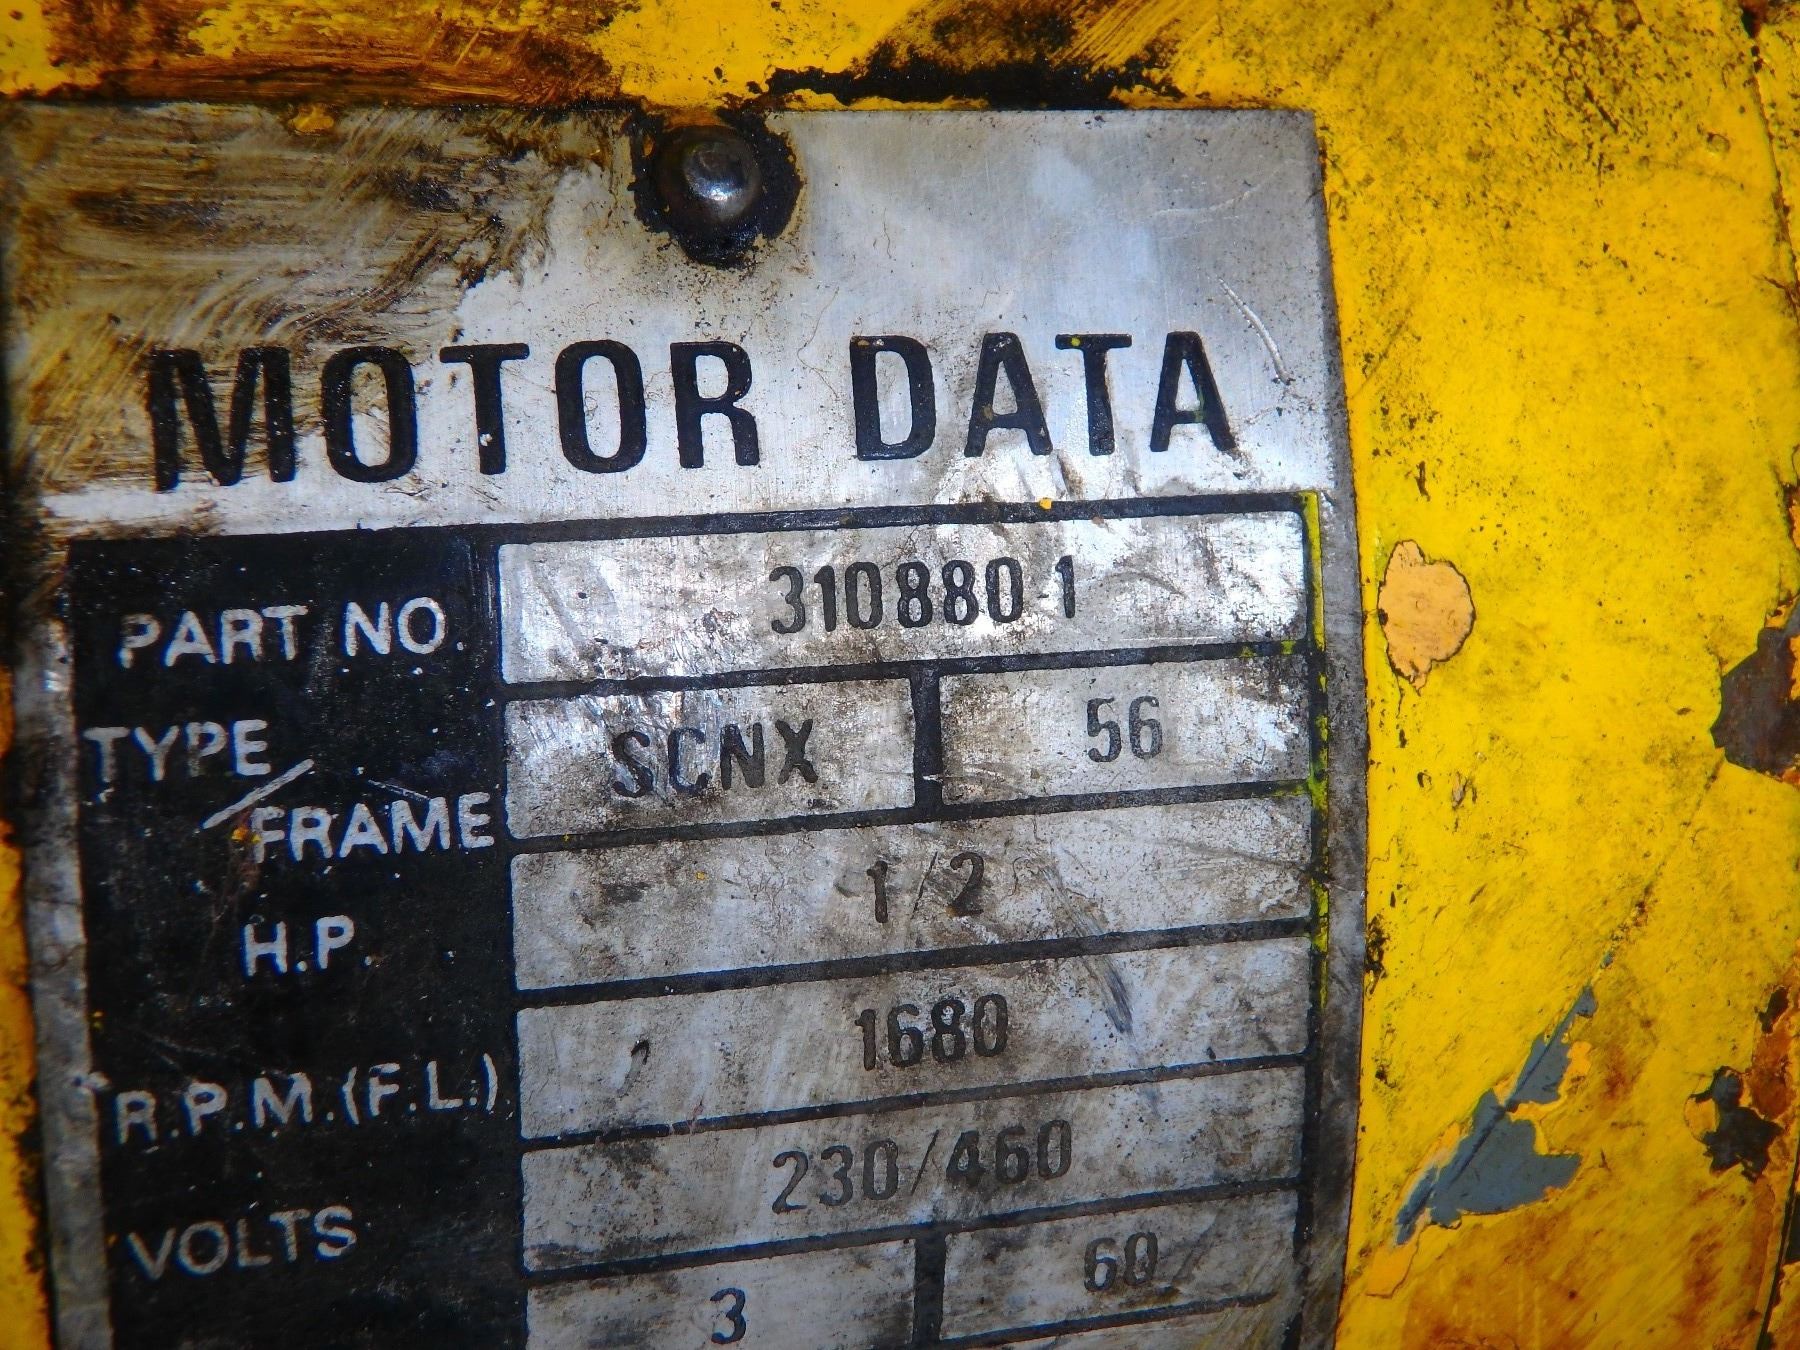 MOTOR DATA
PART NO. 310880 1
TYPE/FRAME SCNX 56
H.P. 1/2
R.P.M.(F.L.) 1680
VOLTS 230/460
3 60